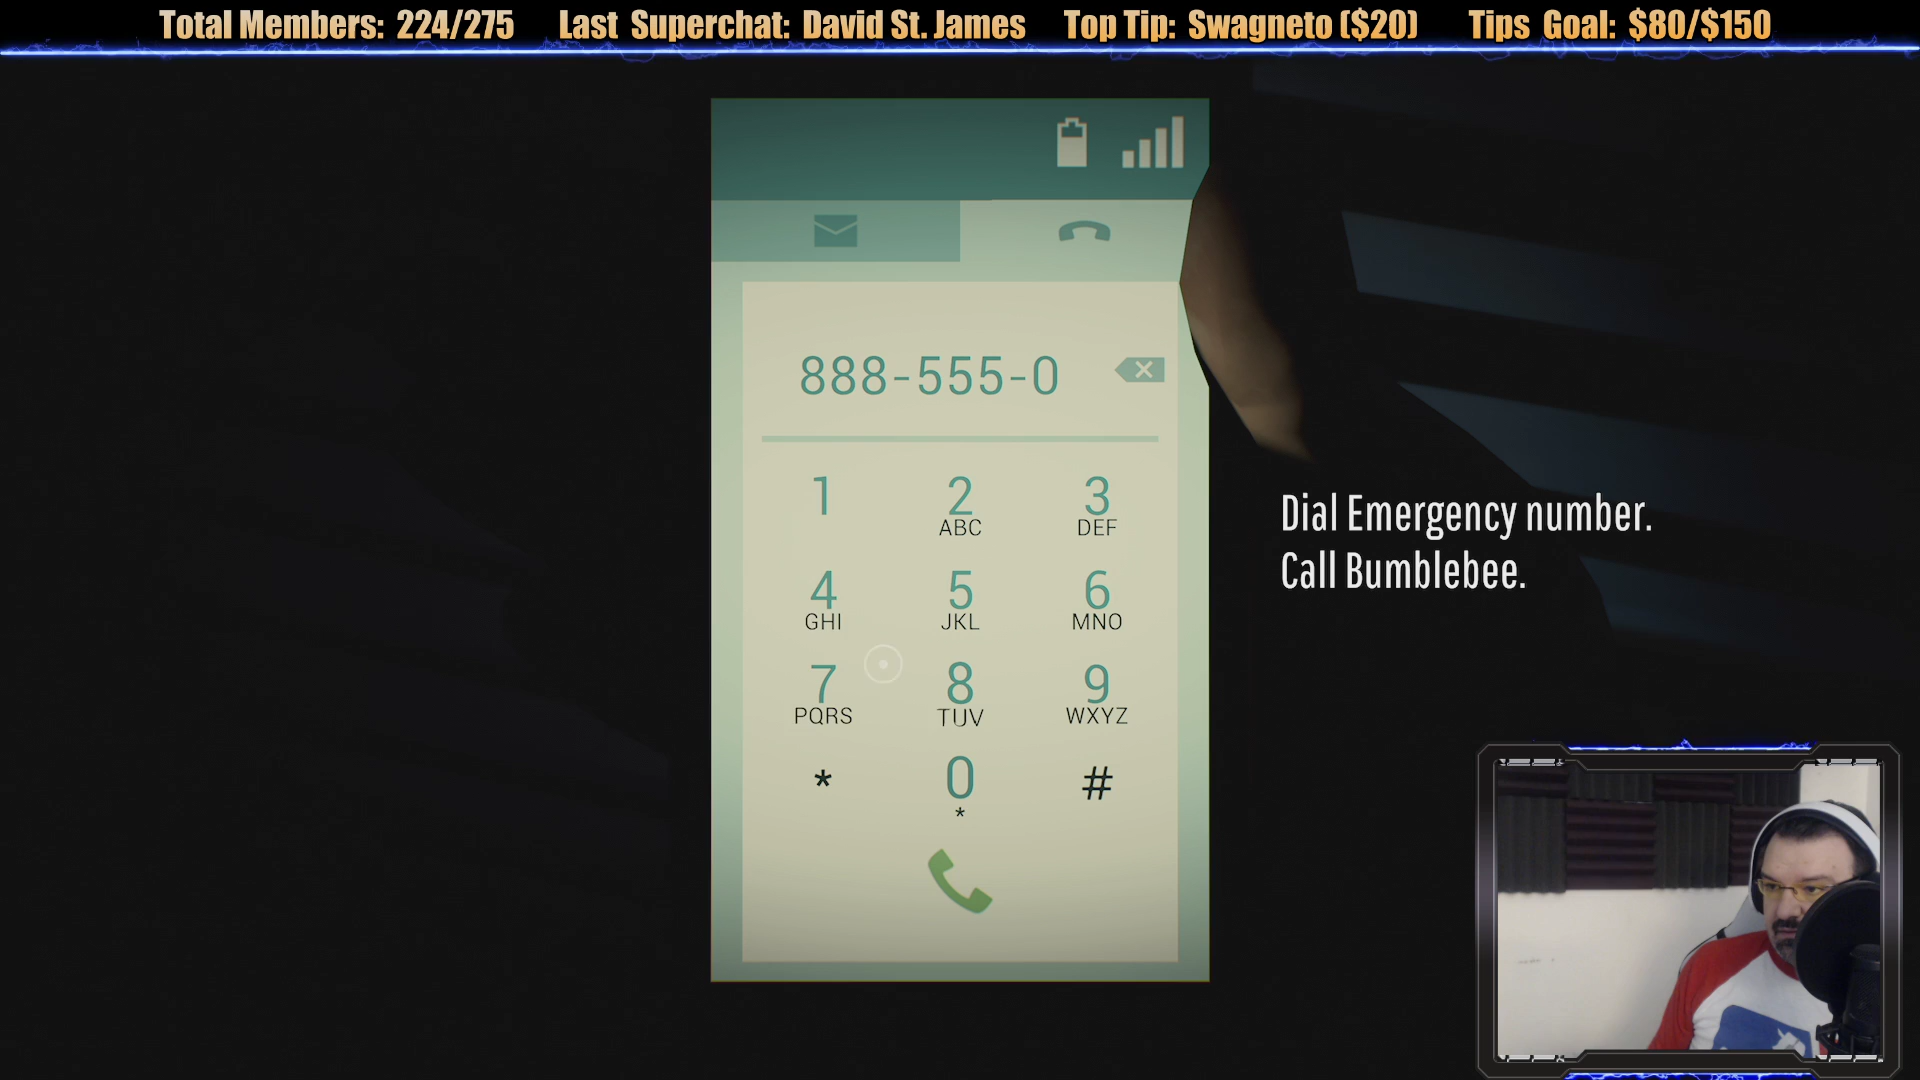 Total Members: 224/275 Last Superchat: David St. James Top Tip: Swagneto ($20) Tips Goal: $80/$150
888-555-0
1 2 3
ABC DEF
4 5 6
GHI JKL MNO
7 8 9
PQRS TUV WXYZ
* 0 #
*
Dial Emergency number.
Call Bumblebee.